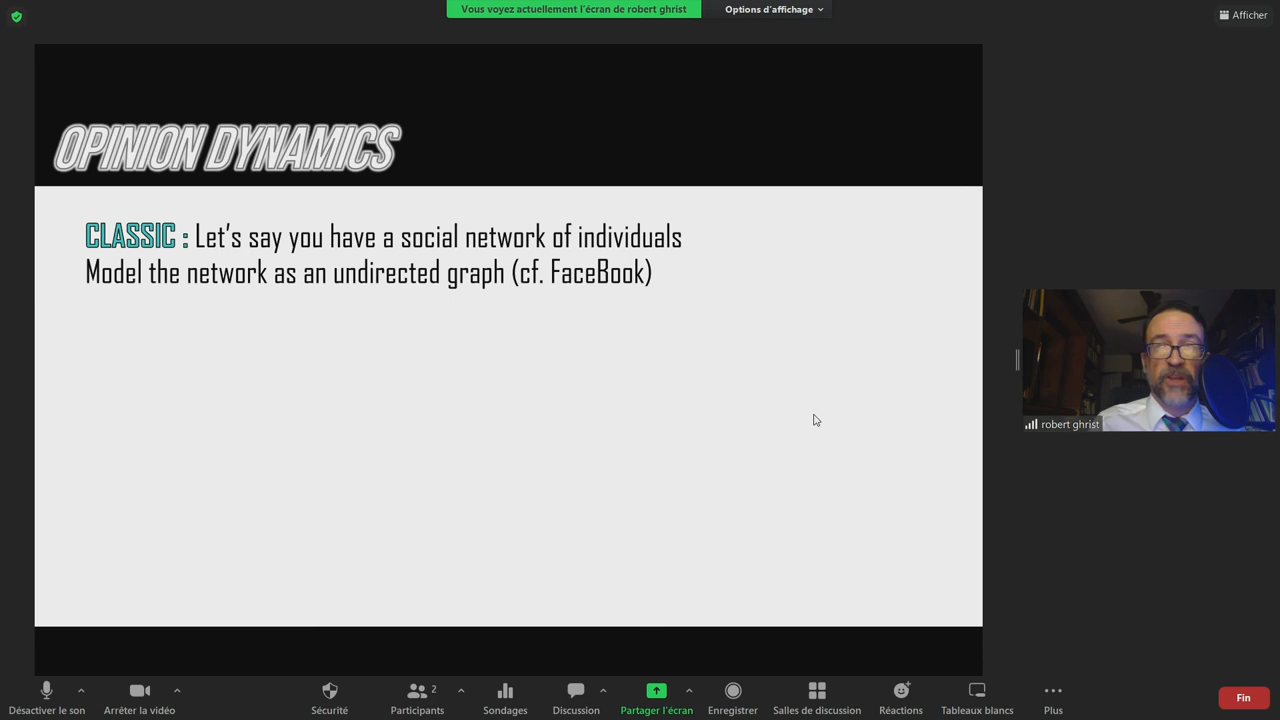 Vous voyez actuellement l'écran de robert ghrist
Options d'affichage
Afficher
OPINION DYNAMICS
CLASSIC : Let's say you have a social network of individuals
Model the network as an undirected graph (cf. FaceBook)
robert ghrist
2
Désactiver le son
Arrêter la vidéo
Sécurité
Participants
Sondages
Discussion
Partager l'écran
Enregistrer
Salles de discussion
Réactions
Tableaux blancs
Plus
Fin